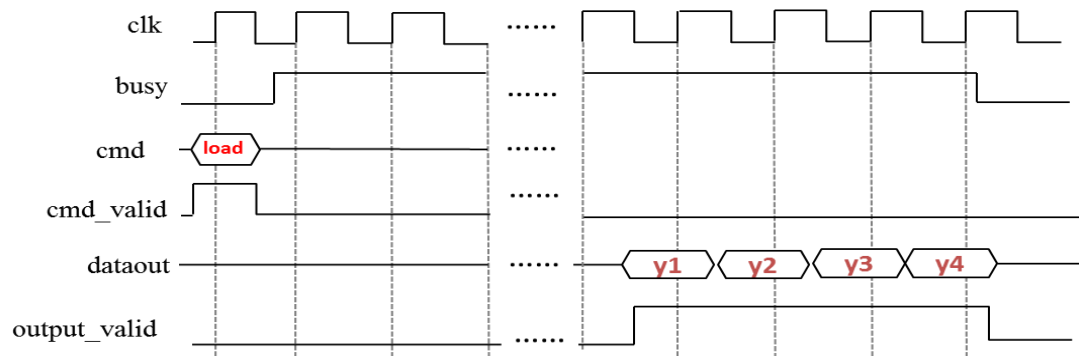 clk ......
busy ......
cmd load ......
cmd_valid ......
dataout ...... y1 y2 y3 y4
output_valid ......